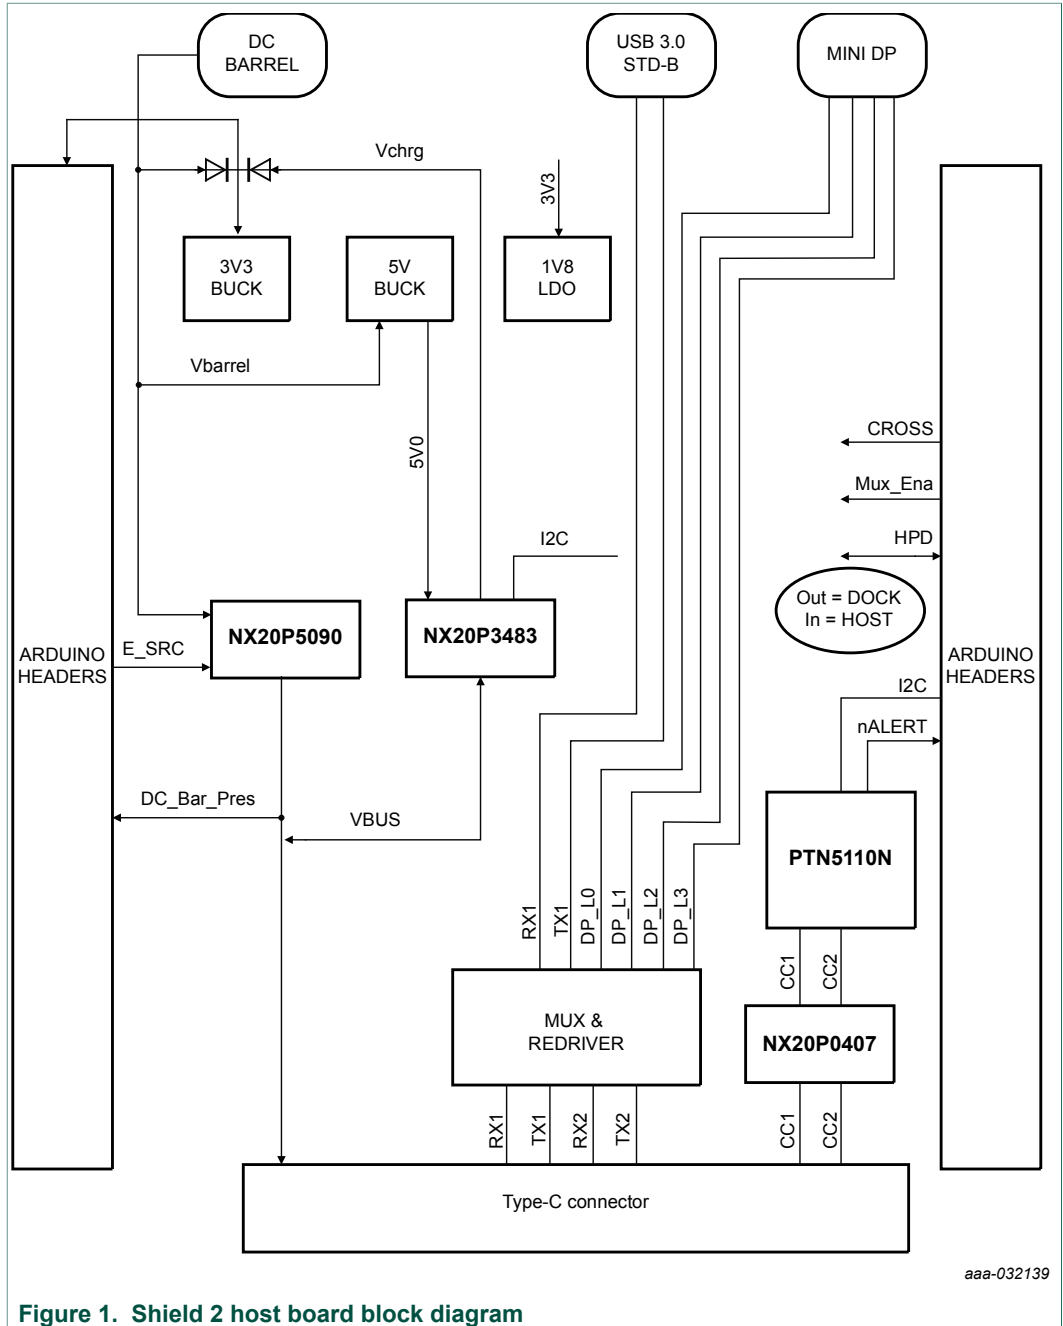 DC
BARREL
USB 3.0
STD-B
MINI DP
Vchrg
3V3
3V3
BUCK
5V
BUCK
1V8
LDO
Vbarrel
5V0
CROSS
Mux_Ena
I2C
HPD
Out = DOCK
In = HOST
NX20P5090
NX20P3483
ARDUINO
HEADERS
E_SRC
ARDUINO
HEADERS
I2C
nALERT
DC_Bar_Pres
VBUS
PTN5110N
RX1
TX1
DP_L0
DP_L1
DP_L2
DP_L3
CC1
CC2
MUX &
REDRIVER
NX20P0407
RX1
TX1
RX2
TX2
CC1
CC2
Type-C connector
aaa-032139
Figure 1. Shield 2 host board block diagram